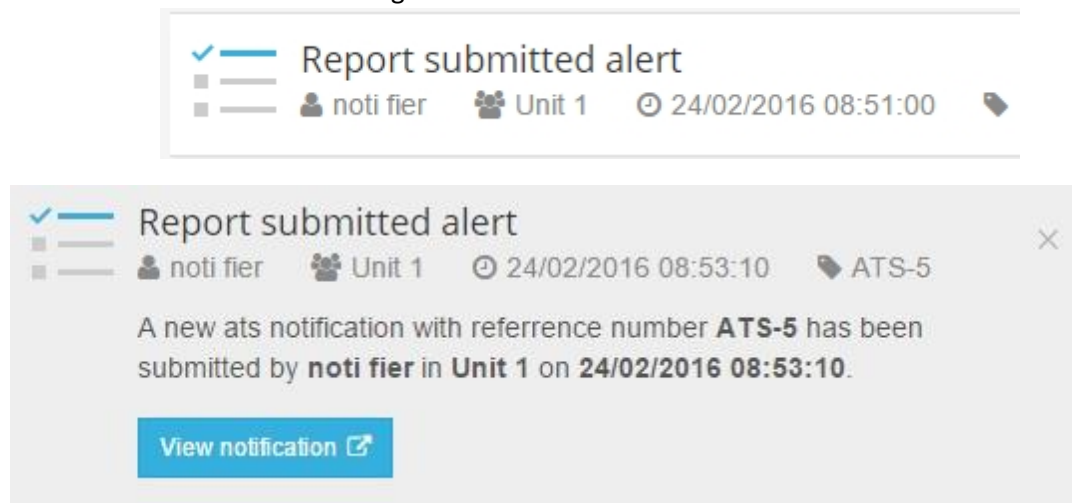 Report submitted alert
noti fier Unit 1 24/02/2016 08:51:00
Report submitted alert
noti fier Unit 1 24/02/2016 08:53:10 ATS-5
A new ats notification with referrence number ATS-5 has been
submitted by noti fier in Unit 1 on 24/02/2016 08:53:10.
View notification